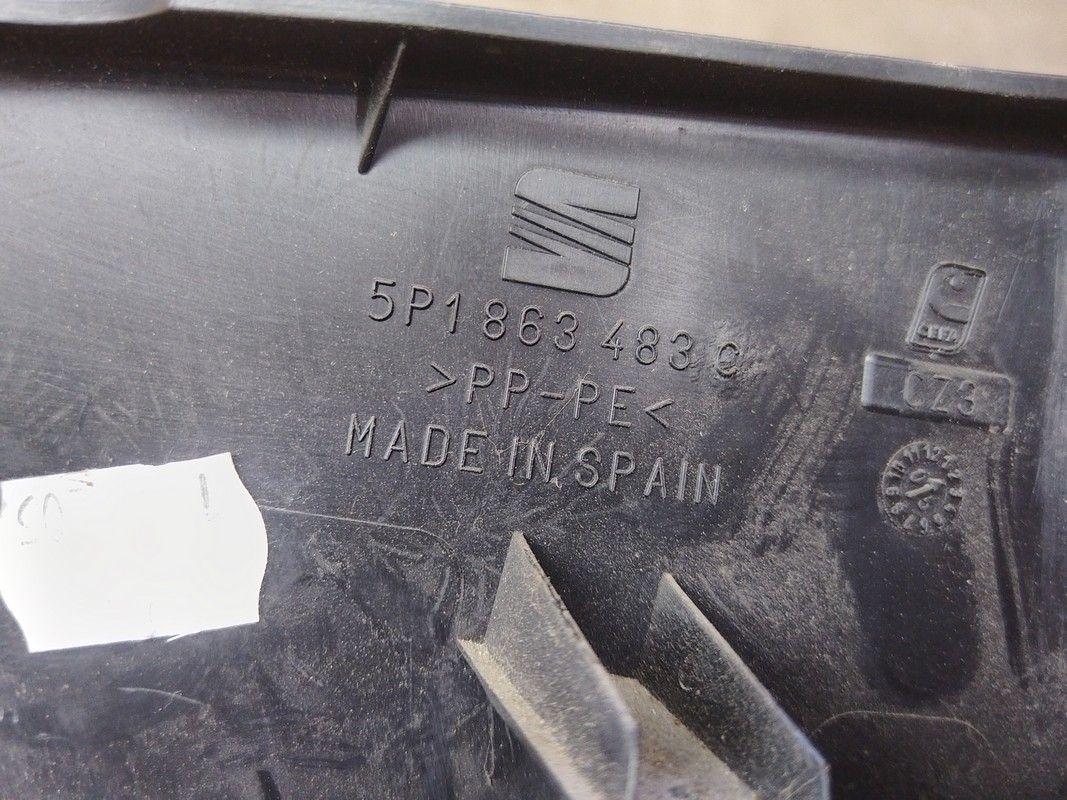 5P1 863 483 C
>PP-PE<
MADE IN SPAIN
CZ3